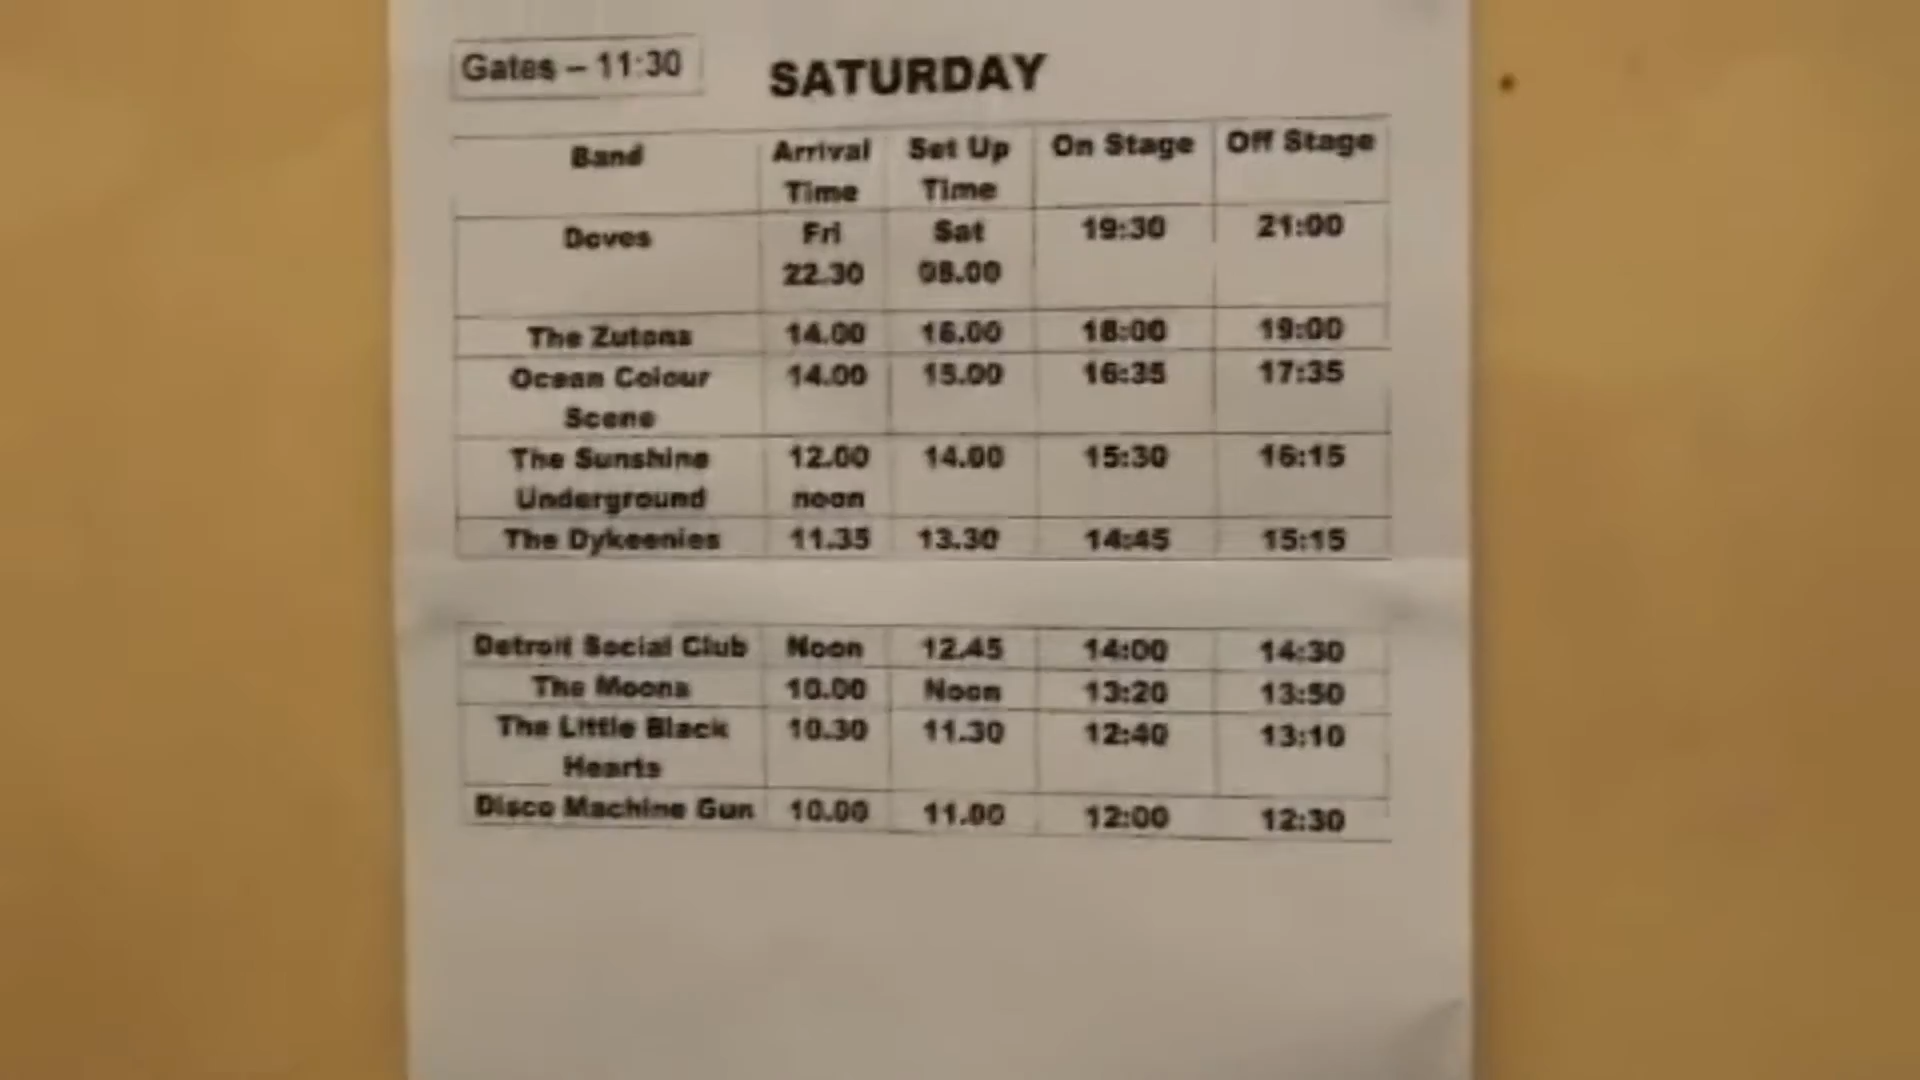 Gates – 11:30
SATURDAY
Band Arrival Time Set Up Time On Stage Off Stage
Doves Fri 22.30 Sat 08.00 19:30 21:00
The Zutons 14.00 16.00 18:00 19:00
Ocean Colour Scene 14.00 15.00 16:35 17:35
The Sunshine Underground 12.00 noon 14.00 15:30 16:15
The Dykeenies 11.35 13.30 14:45 15:15
Detroit Social Club Noon 12.45 14:00 14:30
The Moons 10.00 Noon 13:20 13:50
The Little Black Hearts 10.30 11.30 12:40 13:10
Disco Machine Gun 10.00 11.00 12:00 12:30